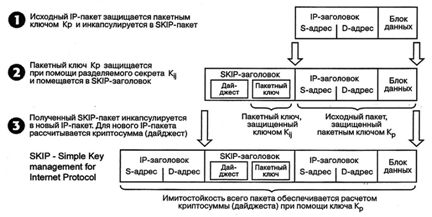 1 Исходный IP-пакет защищается пакетным
ключом Kp и инкапсулируется в SKIP-пакет
IP-заголовок
S-адрес D-адрес
Блок
данных
2 Пакетный ключ Kp защищается
при помощи разделяемого секрета Kij
и помещается в SKIP-заголовок
SKIP-заголовок
Дай-
джест
Пакетный
ключ
IP-заголовок
S-адрес D-адрес
Блок
данных
Пакетный ключ,
защищенный
ключом Kij
Исходный пакет,
защищенный
пакетным ключом Kp
3 Полученный SKIP-пакет инкапсулируется
в новый IP-пакет. Для нового IP-пакета
рассчитывается криптосумма (дайджест)
SKIP - Simple Key
management for
Internet Protocol
IP-заголовок
S-адрес D-адрес
SKIP-заголовок
Дай-
джест
Пакетный
ключ
IP-заголовок
S-адрес D-адрес
Блок
данных
Имитостойкость всего пакета обеспечивается расчетом
криптосуммы (дайджеста) при помощи ключа Kp